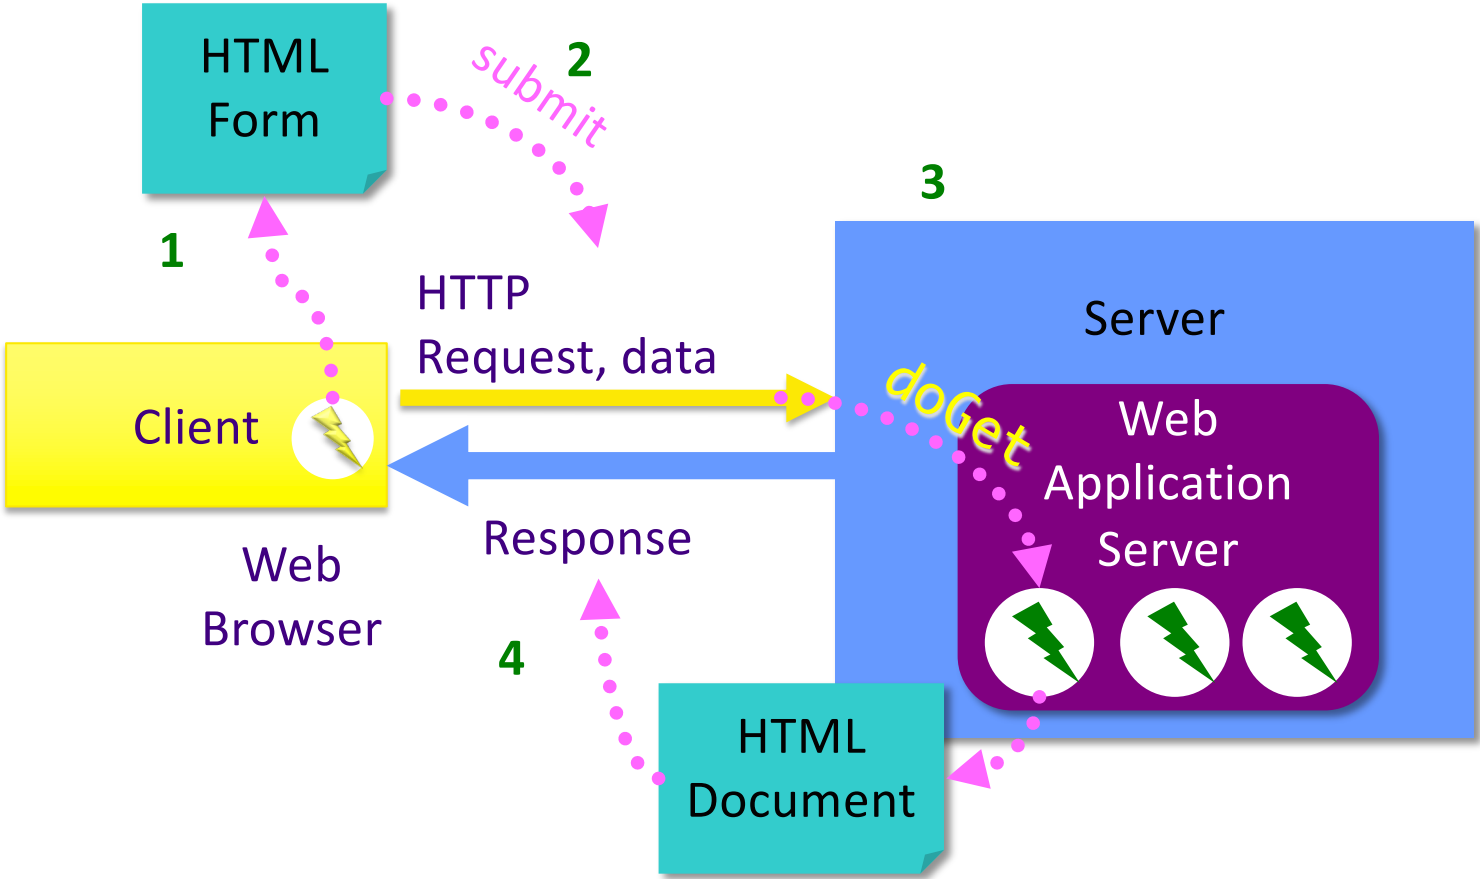 HTML
Form
submit
2
1
3
HTTP
Request, data
Client
Server
doGet
Web
Application
Server
Response
Web
Browser
4
HTML
Document